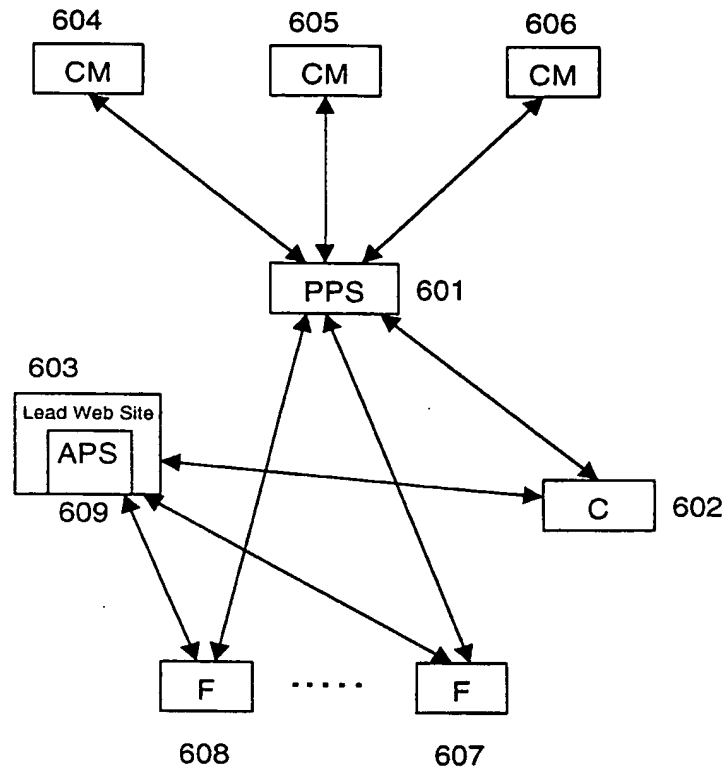 604
605
606
CM
CM
CM
PPS
601
603
Lead Web Site
APS
609
C
602
F
.....
F
608
607